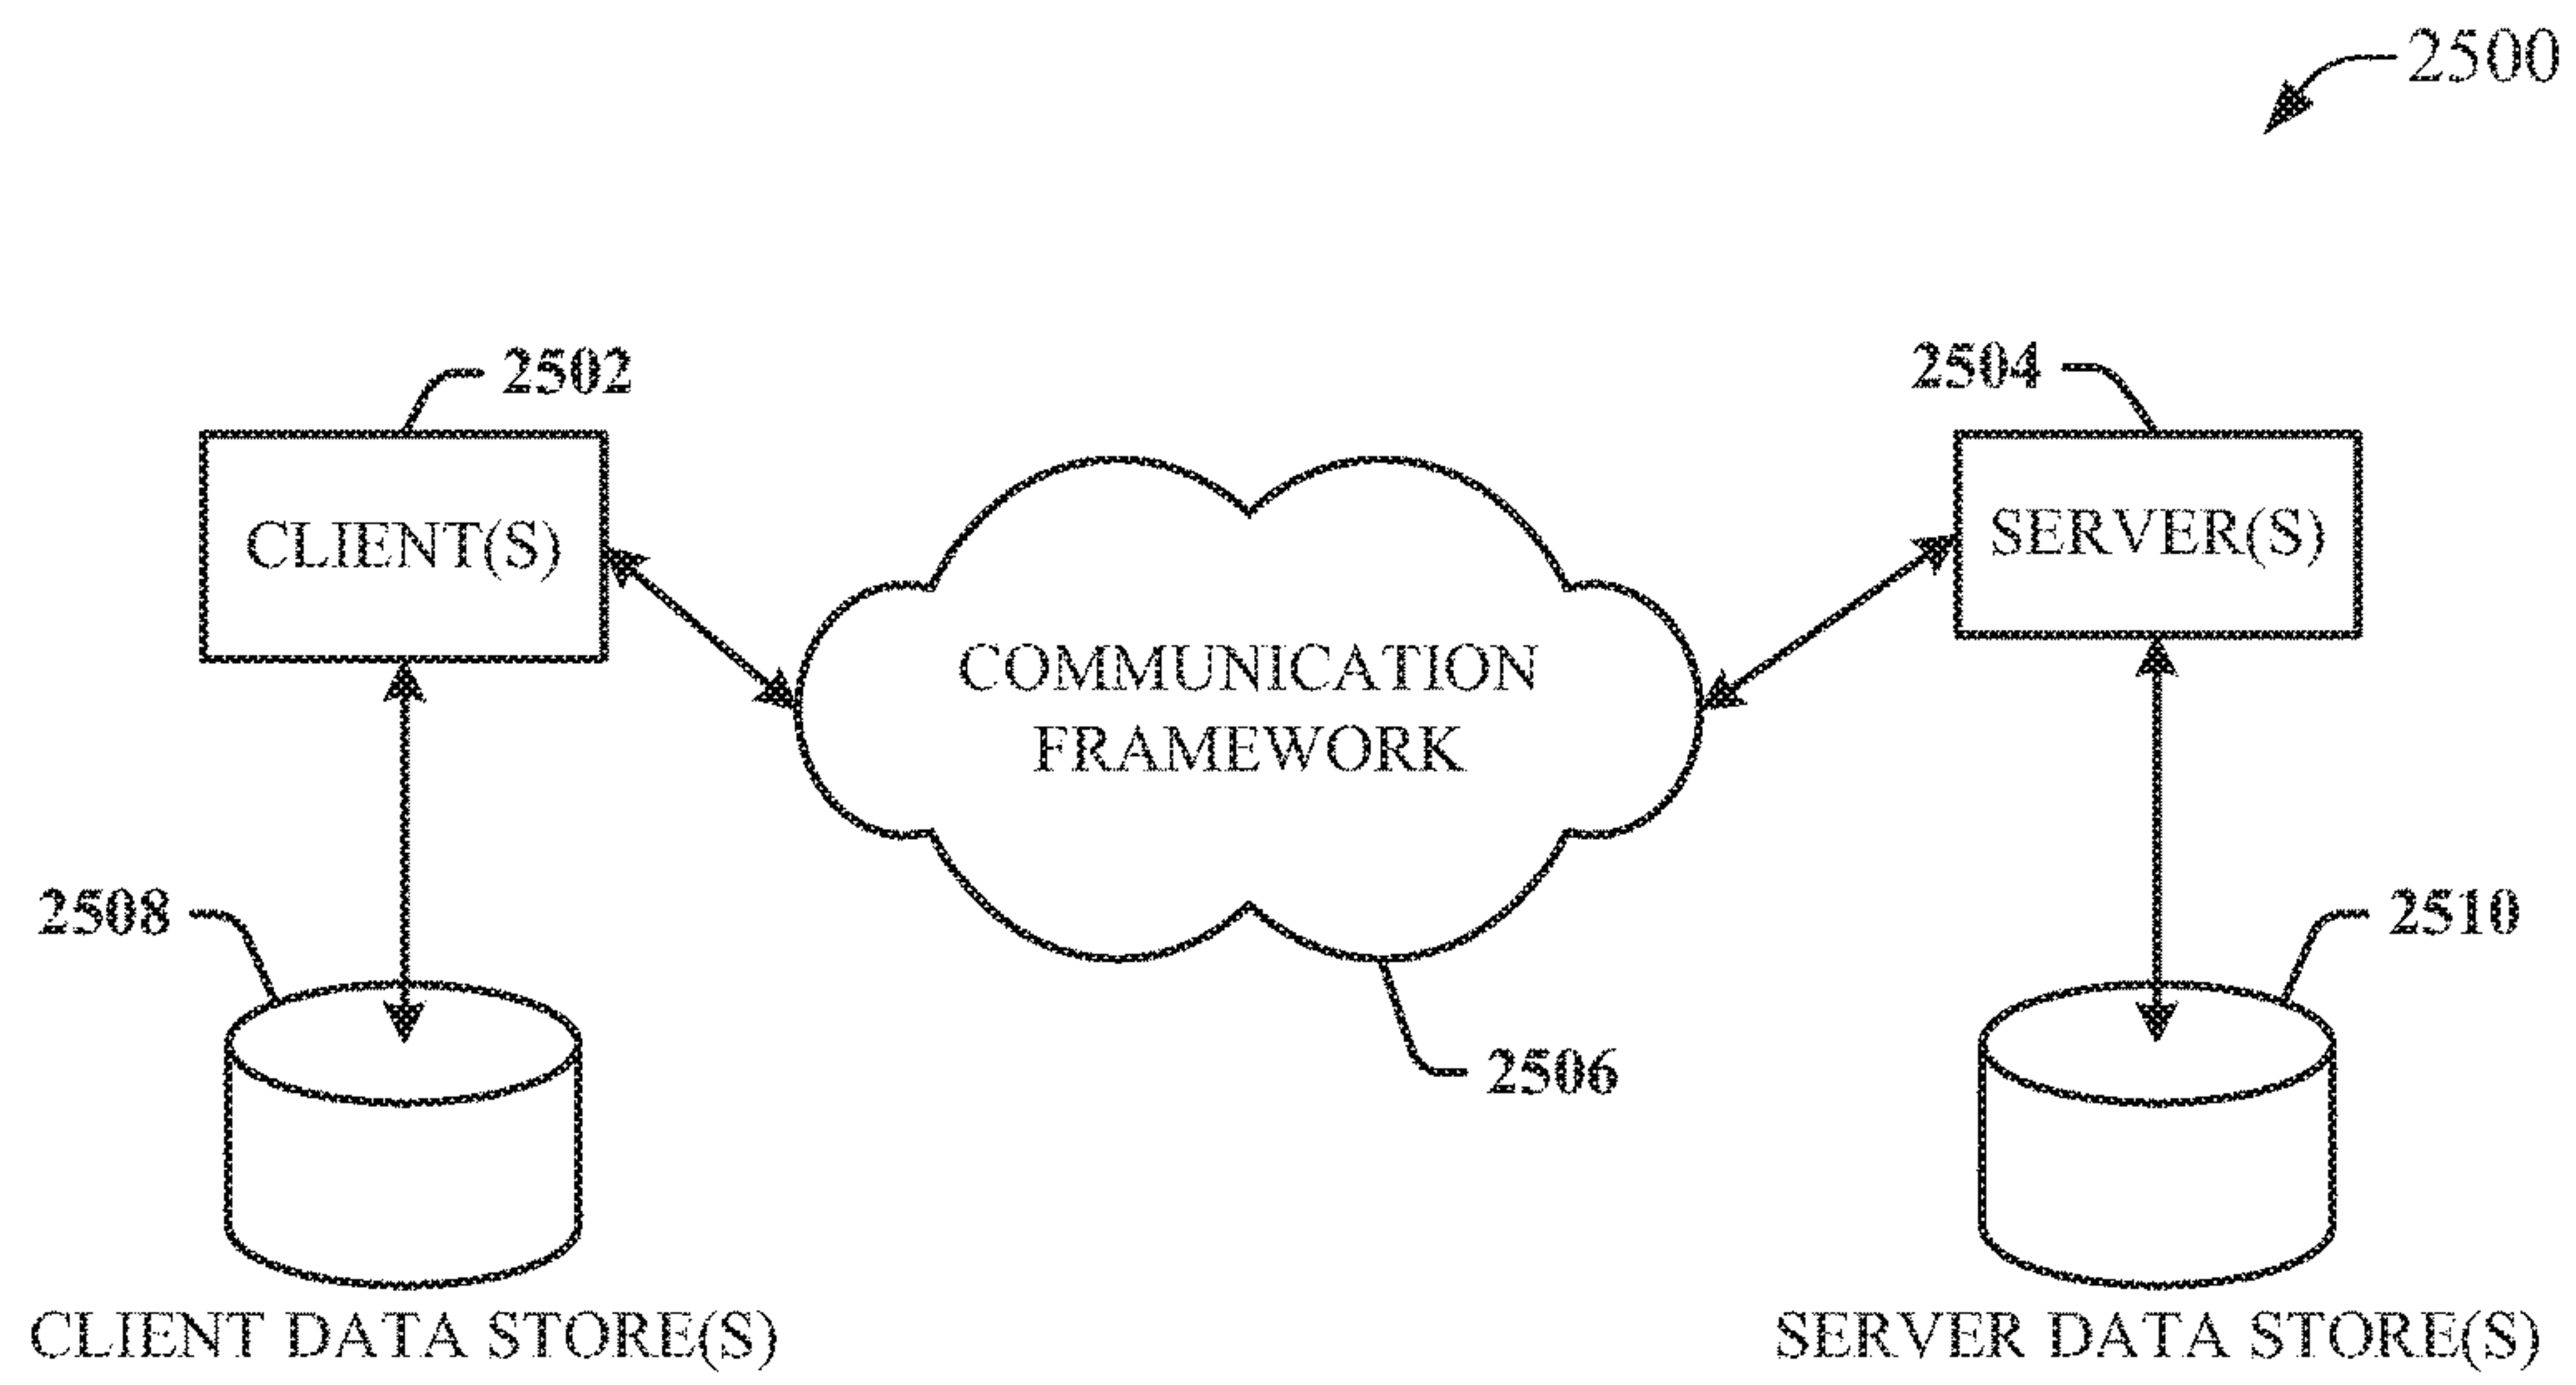 2500
2502
2504
CLIENT(S)
SERVER(S)
COMMUNICATION
FRAMEWORK
2508
2510
2506
CLIENT DATA STORE(S)
SERVER DATA STORE(S)